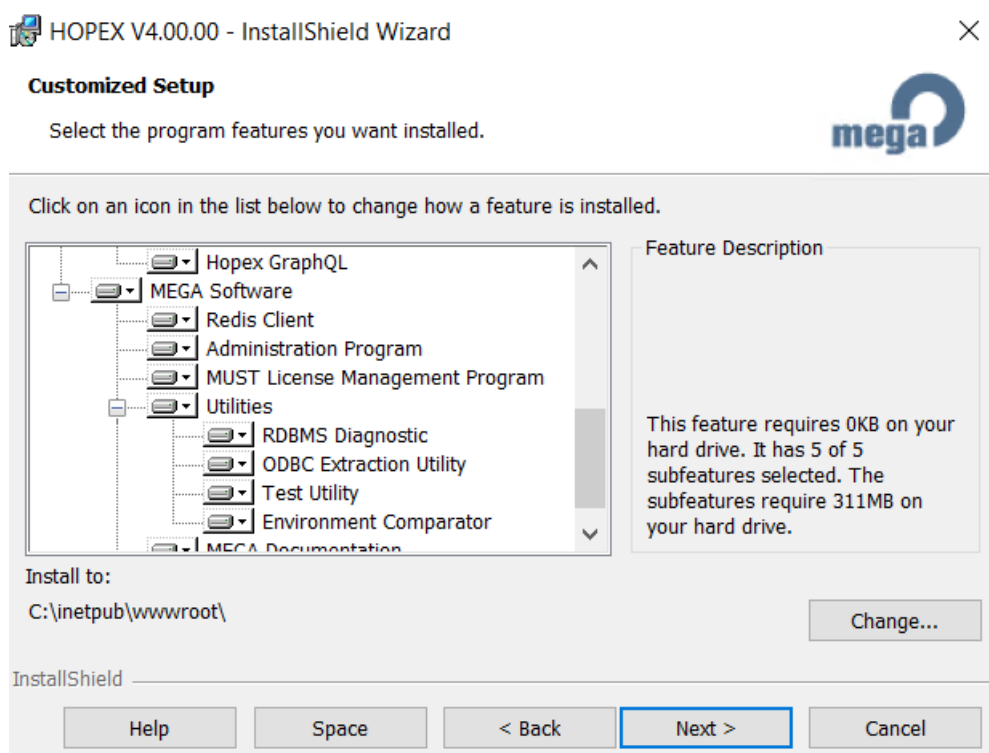 HOPEX V4.00.00 - InstallShield Wizard
Customized Setup
Select the program features you want installed.
mega
Click on an icon in the list below to change how a feature is installed.
Hopex GraphQL
MEGA Software
Redis Client
Administration Program
MUST License Management Program
Utilities
RDBMS Diagnostic
ODBC Extraction Utility
Test Utility
Environment Comparator
MEGA Documentation
Feature Description
This feature requires 0KB on your
hard drive. It has 5 of 5
subfeatures selected. The
subfeatures require 311MB on
your hard drive.
Install to:
C:\inetpub\wwwroot\
Change...
InstallShield
Help
Space
< Back
Next >
Cancel